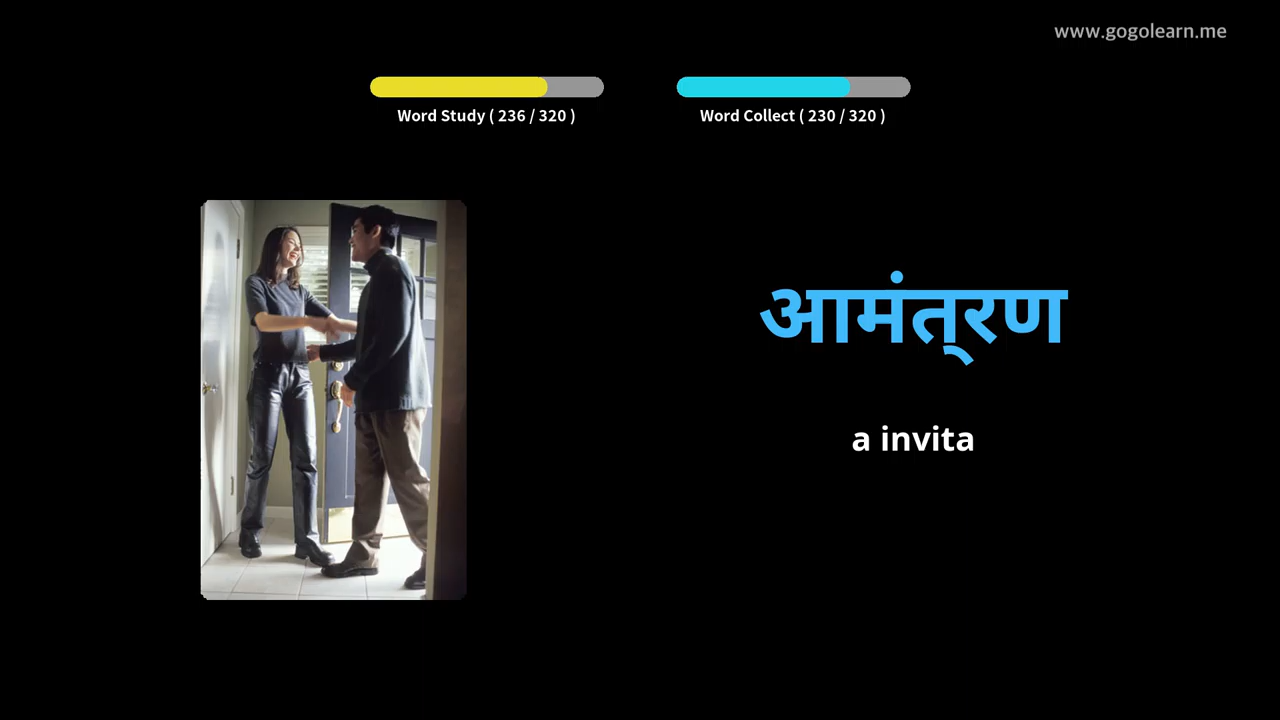 www.gogolearn.me
Word Study ( 236 / 320 )
Word Collect ( 230 / 320 )
आमंत्रण
a invita